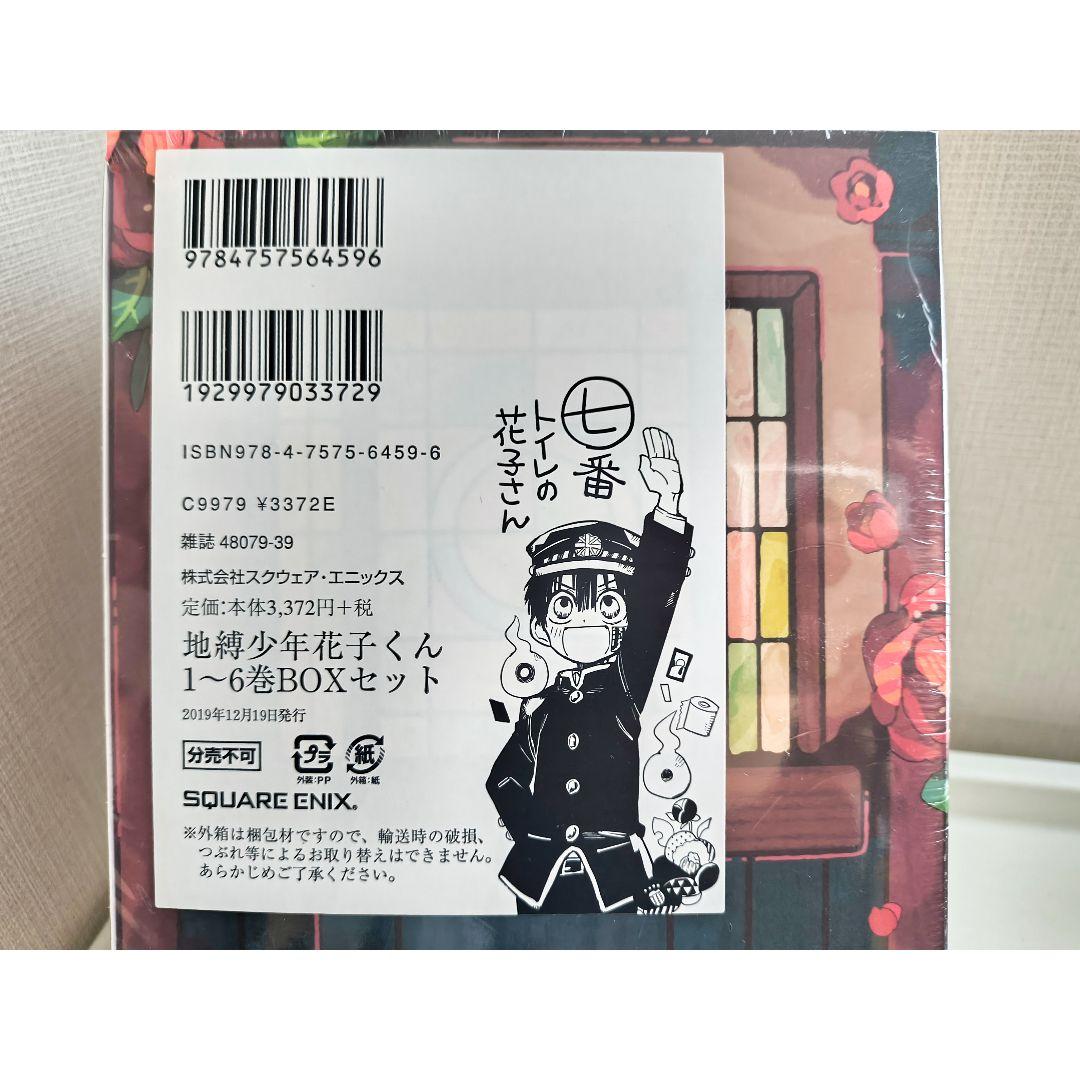 9784757564596
1929979033729
ISBN978-4-7575-6459-6
C9979 ¥3372E
雑誌 48079-39
株式会社スクウェア・エニックス
定価：本体3,372円＋税
地縛少年花子くん
1～6巻BOXセット
2019年12月19日発行
分売不可
プラ
外装：PP
紙
外箱：紙
SQUARE ENIX®
※外箱は梱包材ですので、輸送時の破損、
つぶれ等によるお取り替えはできません。
あらかじめご了承ください。
七番
トイレの
花子さん